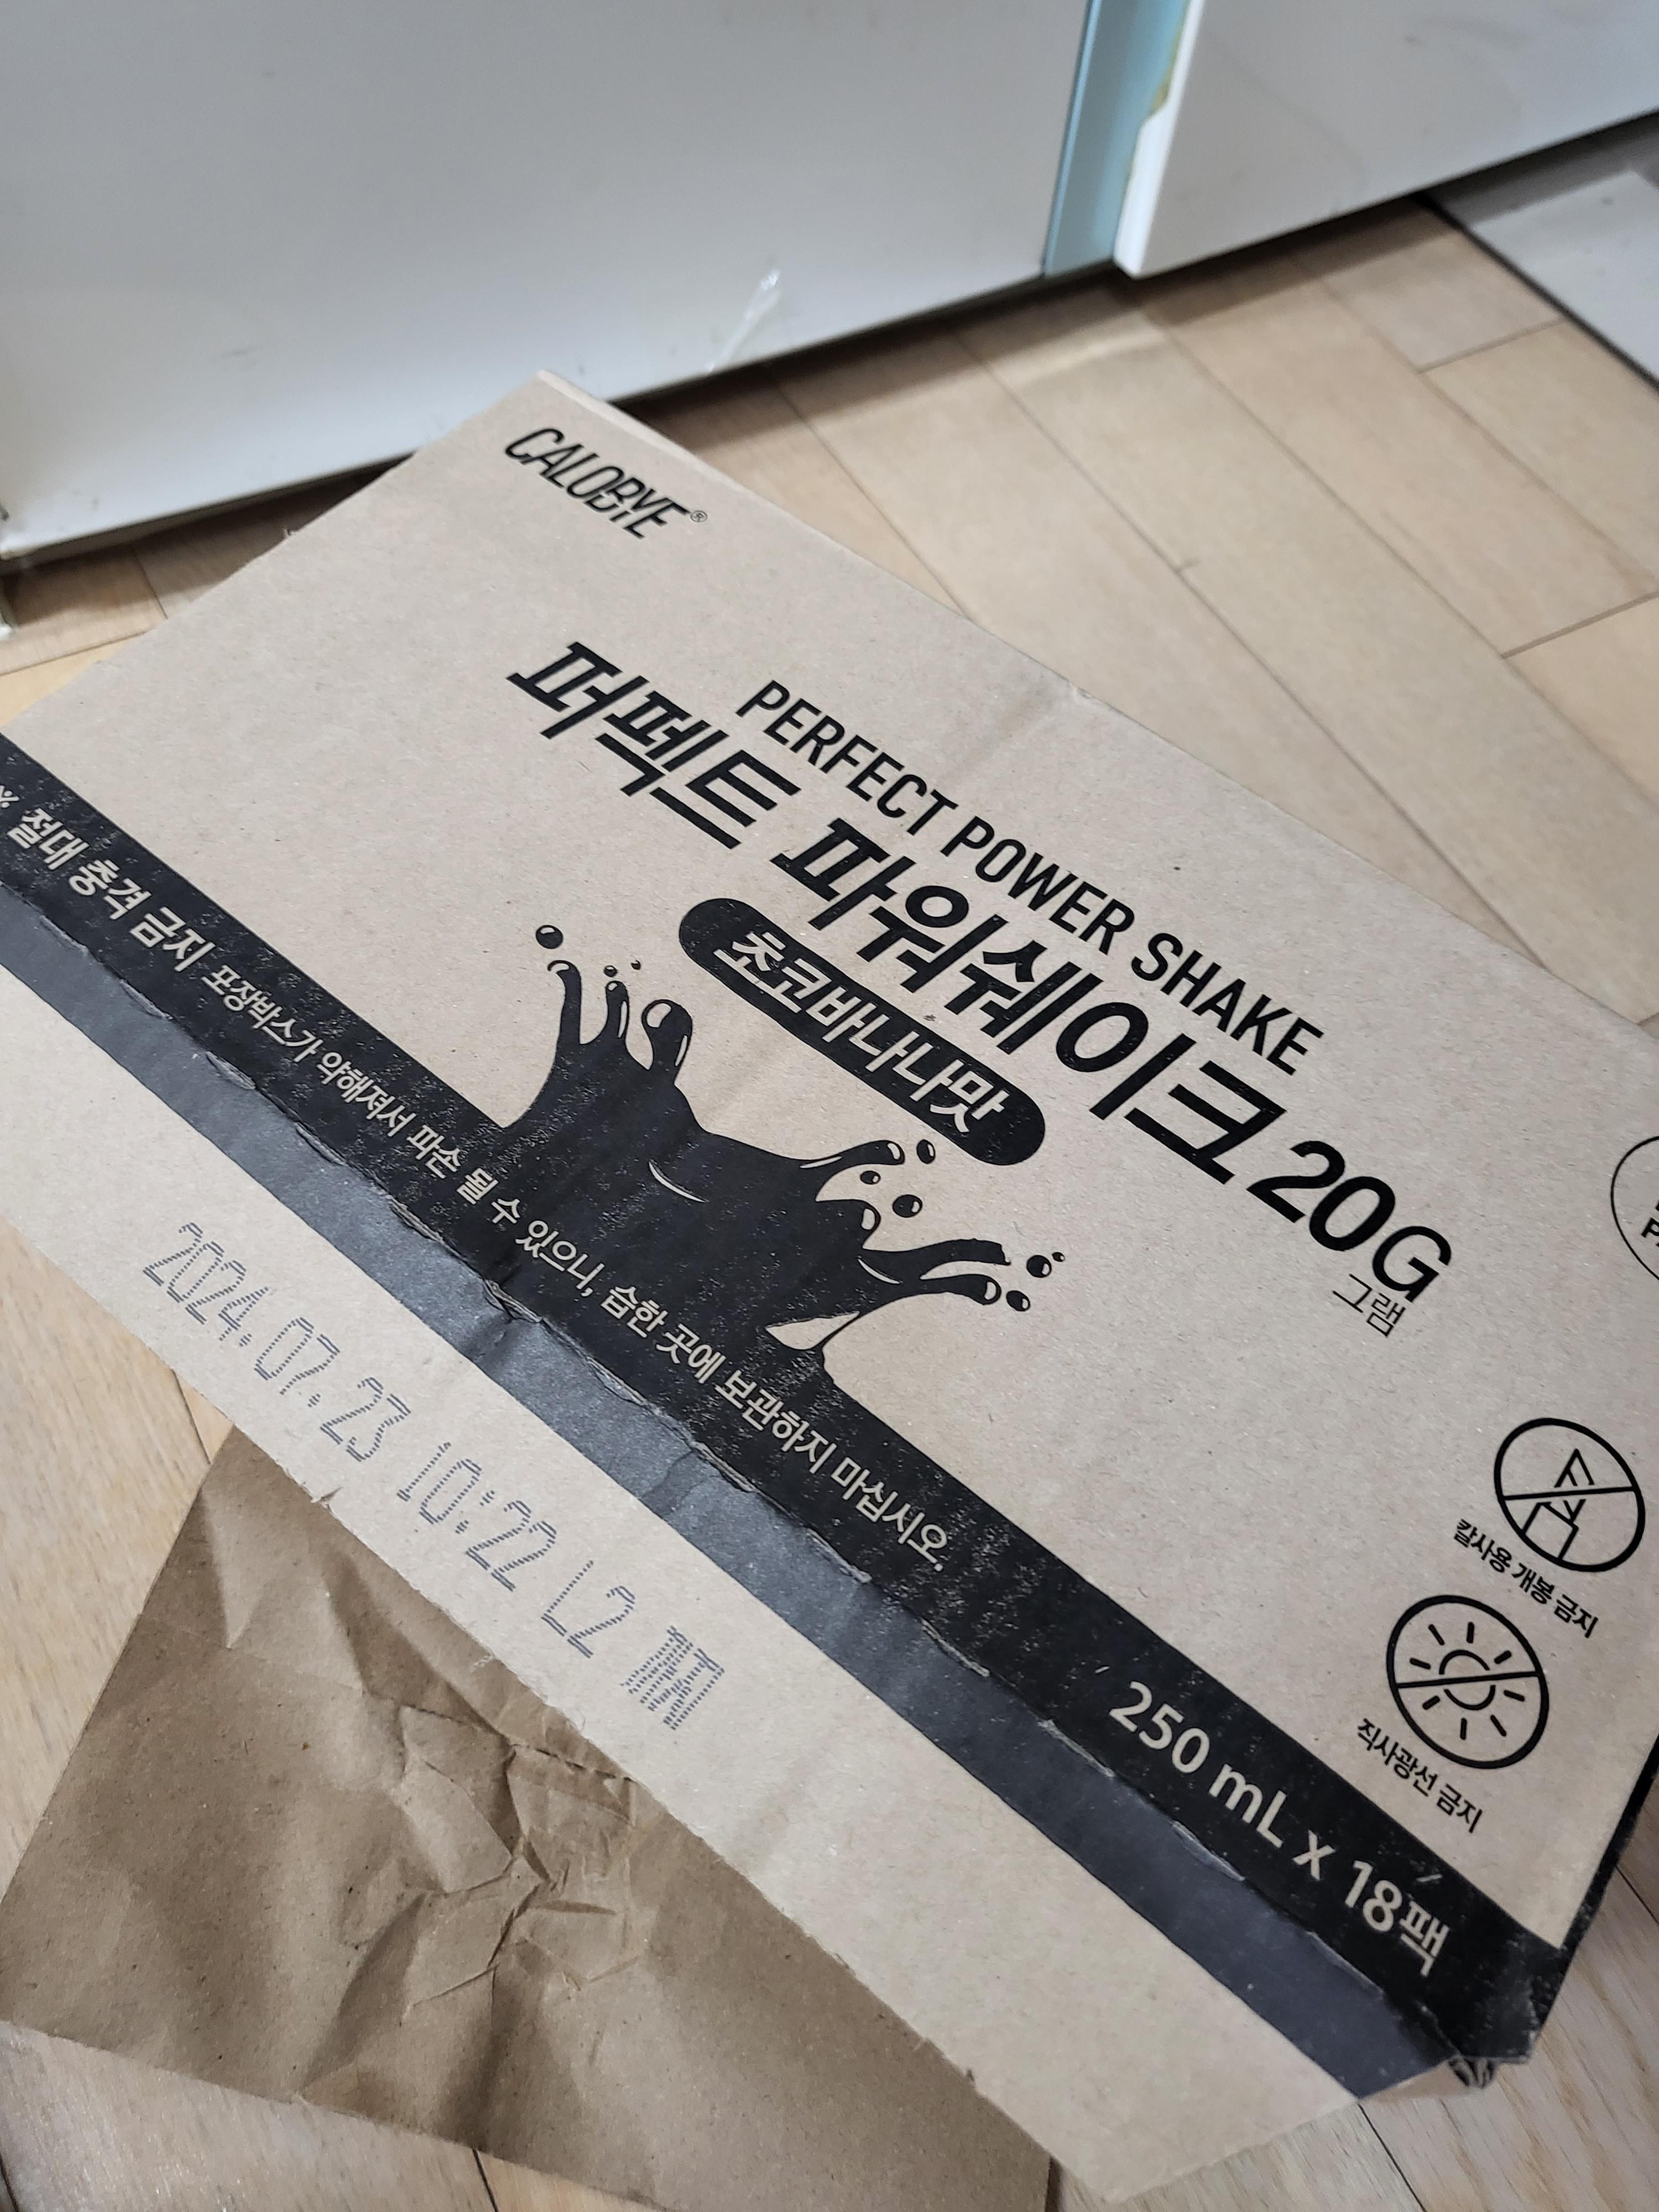 CALOBYE®
PERFECT POWER SHAKE
퍼펙트 파워쉐이크 20G
그램
초코바나나맛
칼사용 개봉 금지
직사광선 금지
※ 절대 충격 금지 포장박스가 약해져서 파손 될 수 있으니, 습한 곳에 보관하지 마십시오.
250 mL x 18팩
2024.07.23 10:22 L2